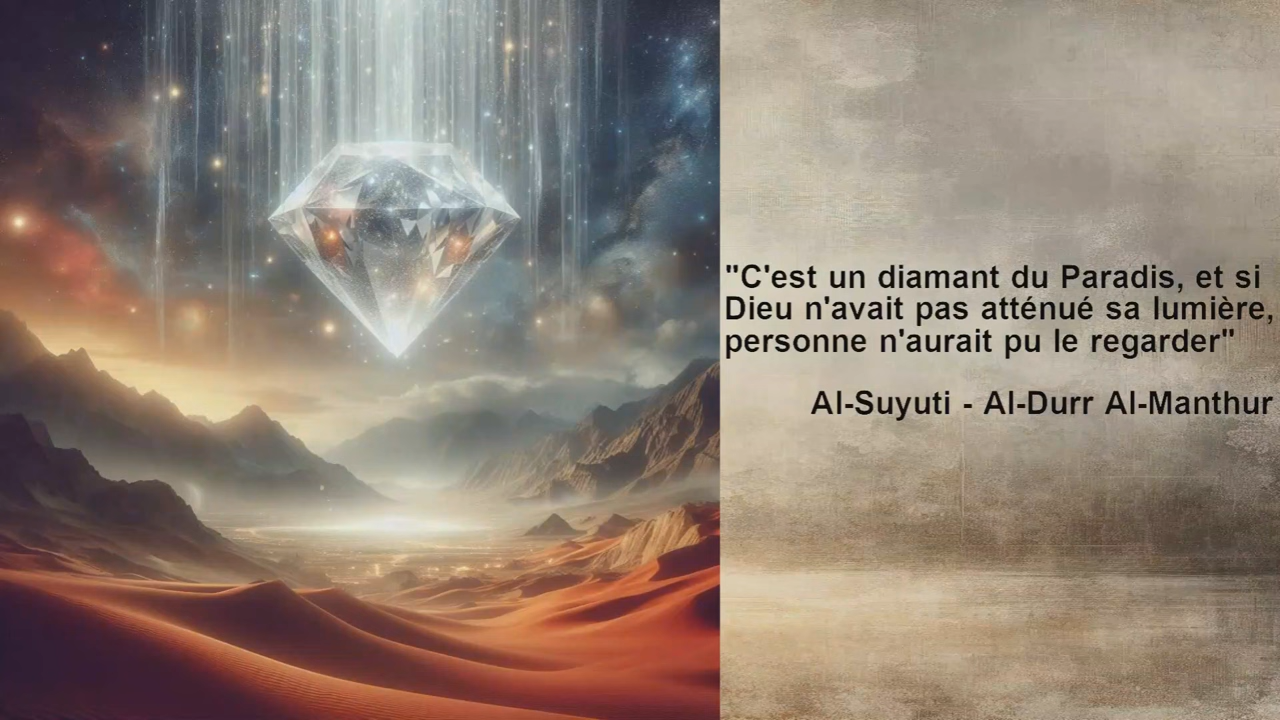 "C'est un diamant du Paradis, et si
Dieu n'avait pas atténué sa lumière,
personne n'aurait pu le regarder"
Al-Suyuti - Al-Durr Al-Manthur